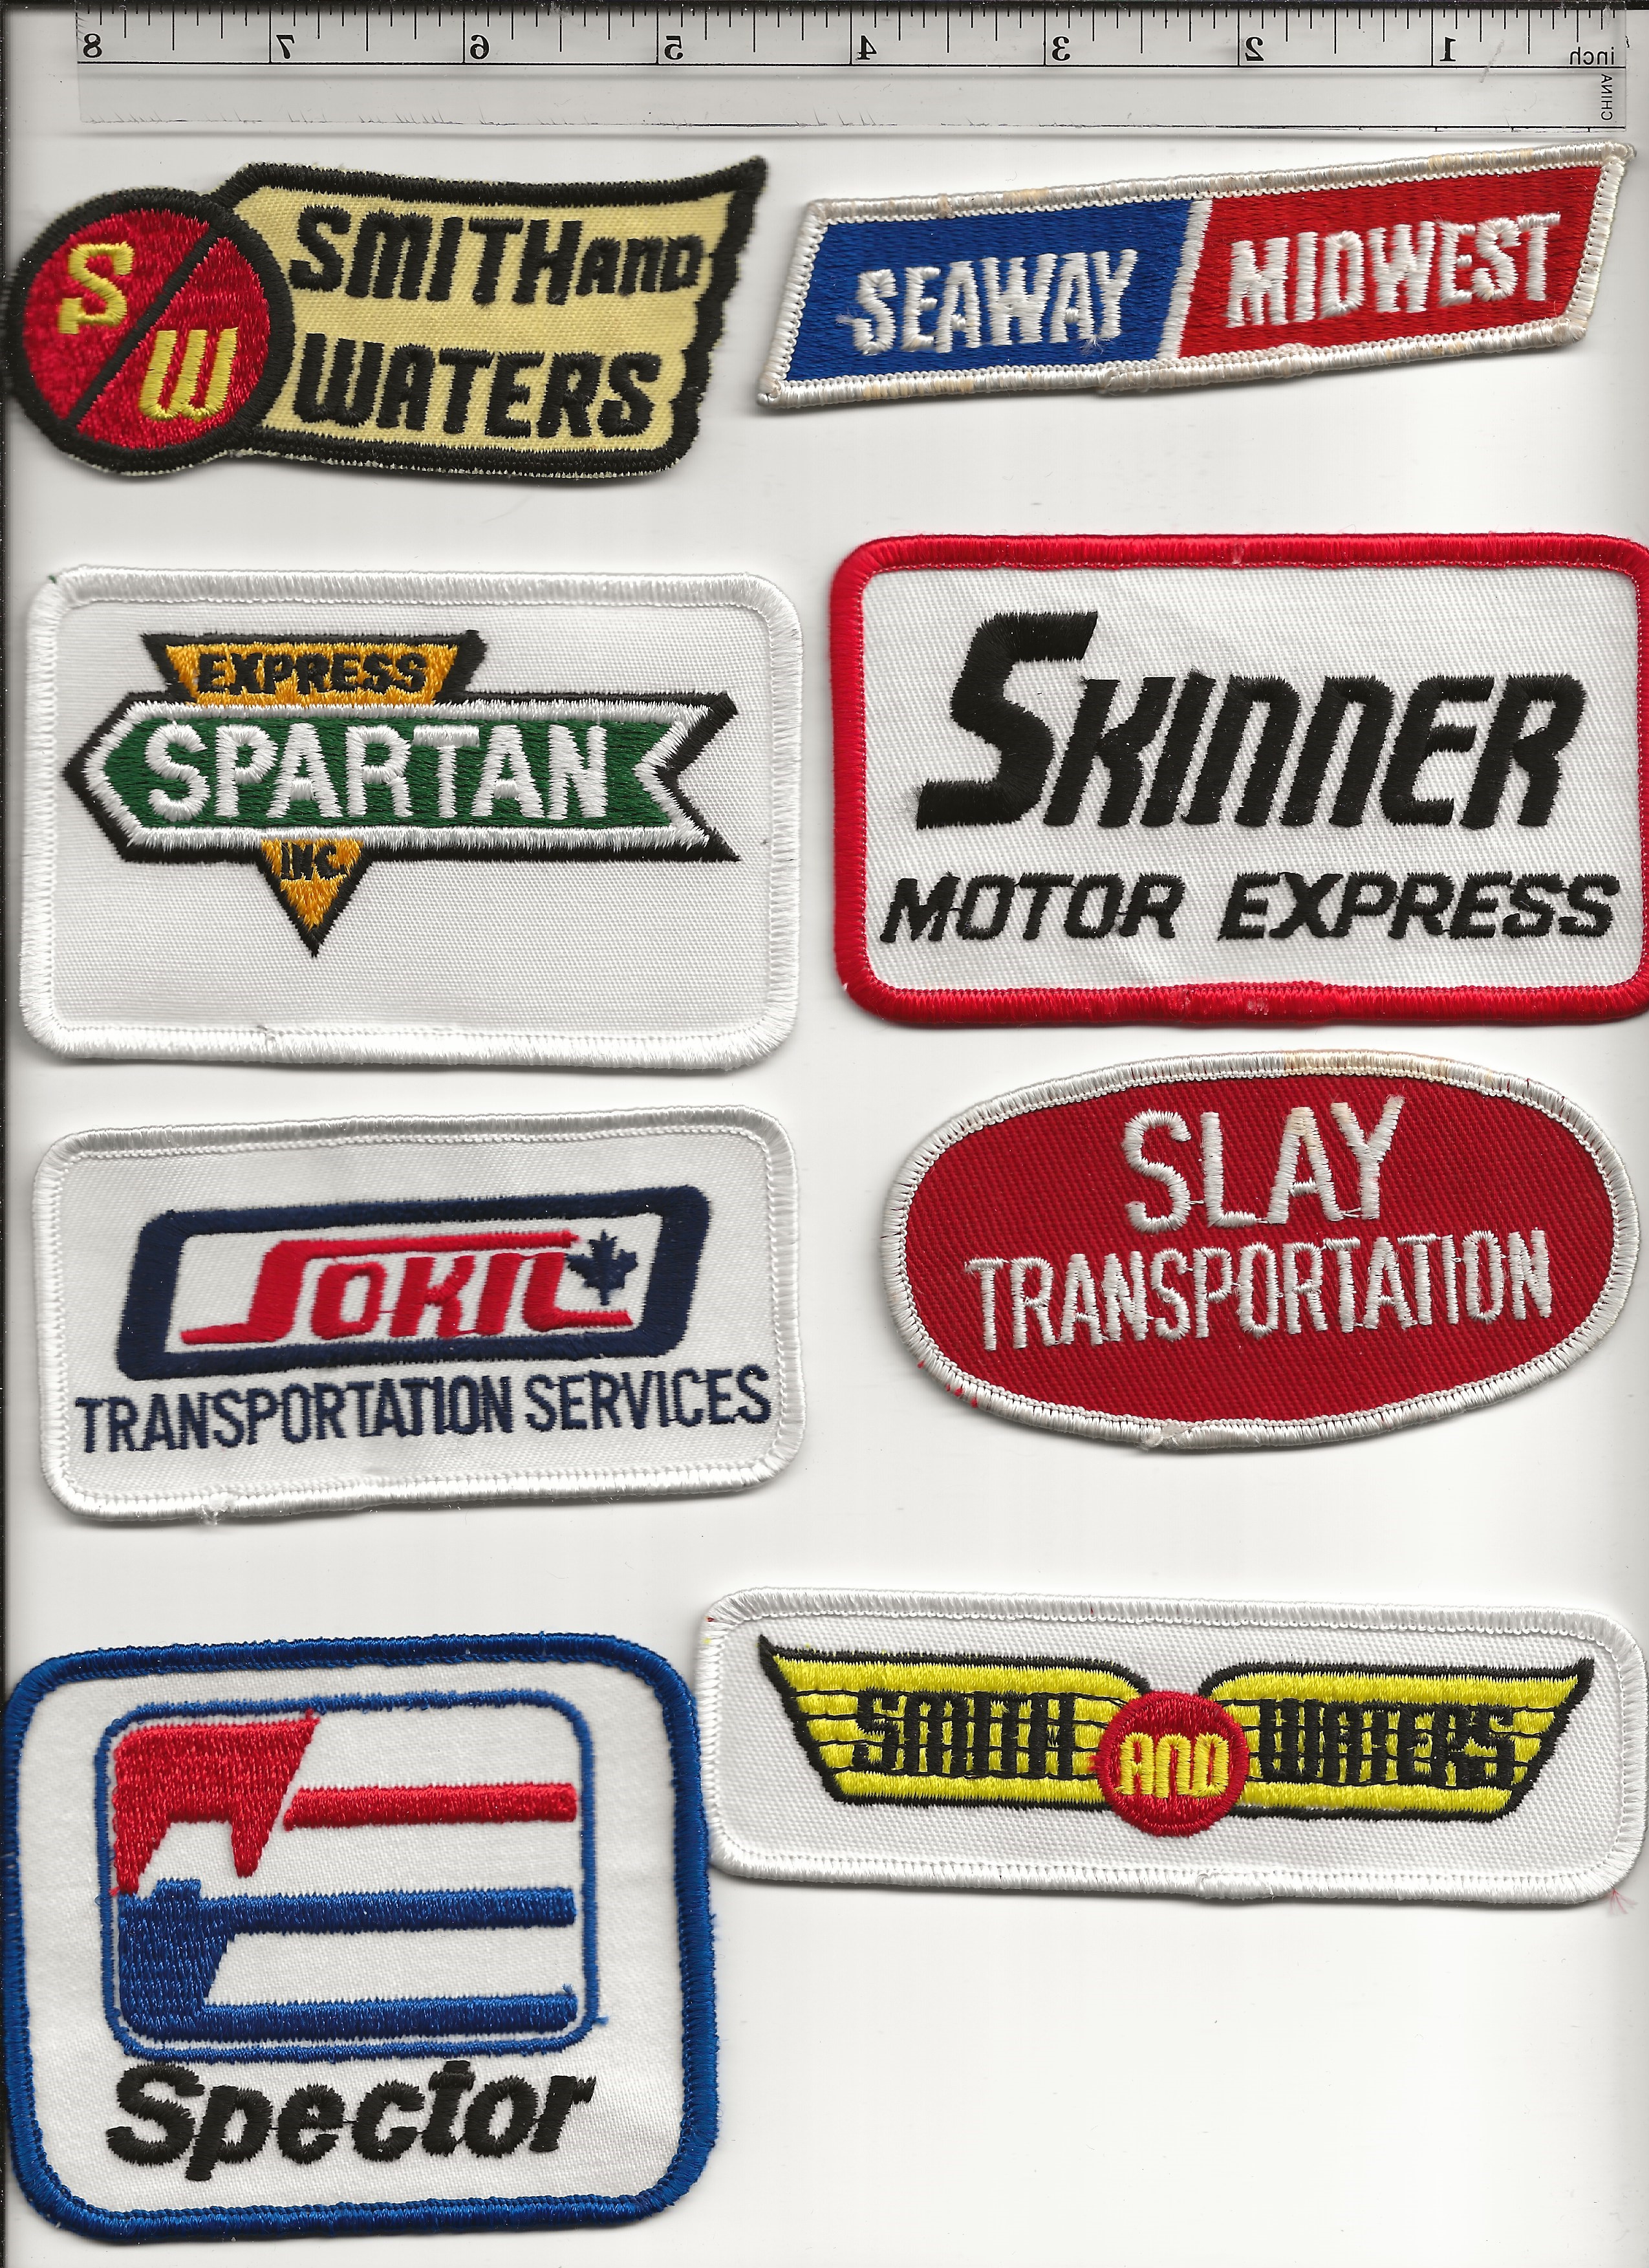 8 7 6 5 4 3 2 1 inch
CHINA
S
W
SMITH AND
WATERS
SEAWAY MIDWEST
EXPRESS
SPARTAN
INC.
SKINNER
MOTOR EXPRESS
SOKIL
TRANSPORTATION SERVICES
SLAY
TRANSPORTATION
SMITH AND WATERS
Spector